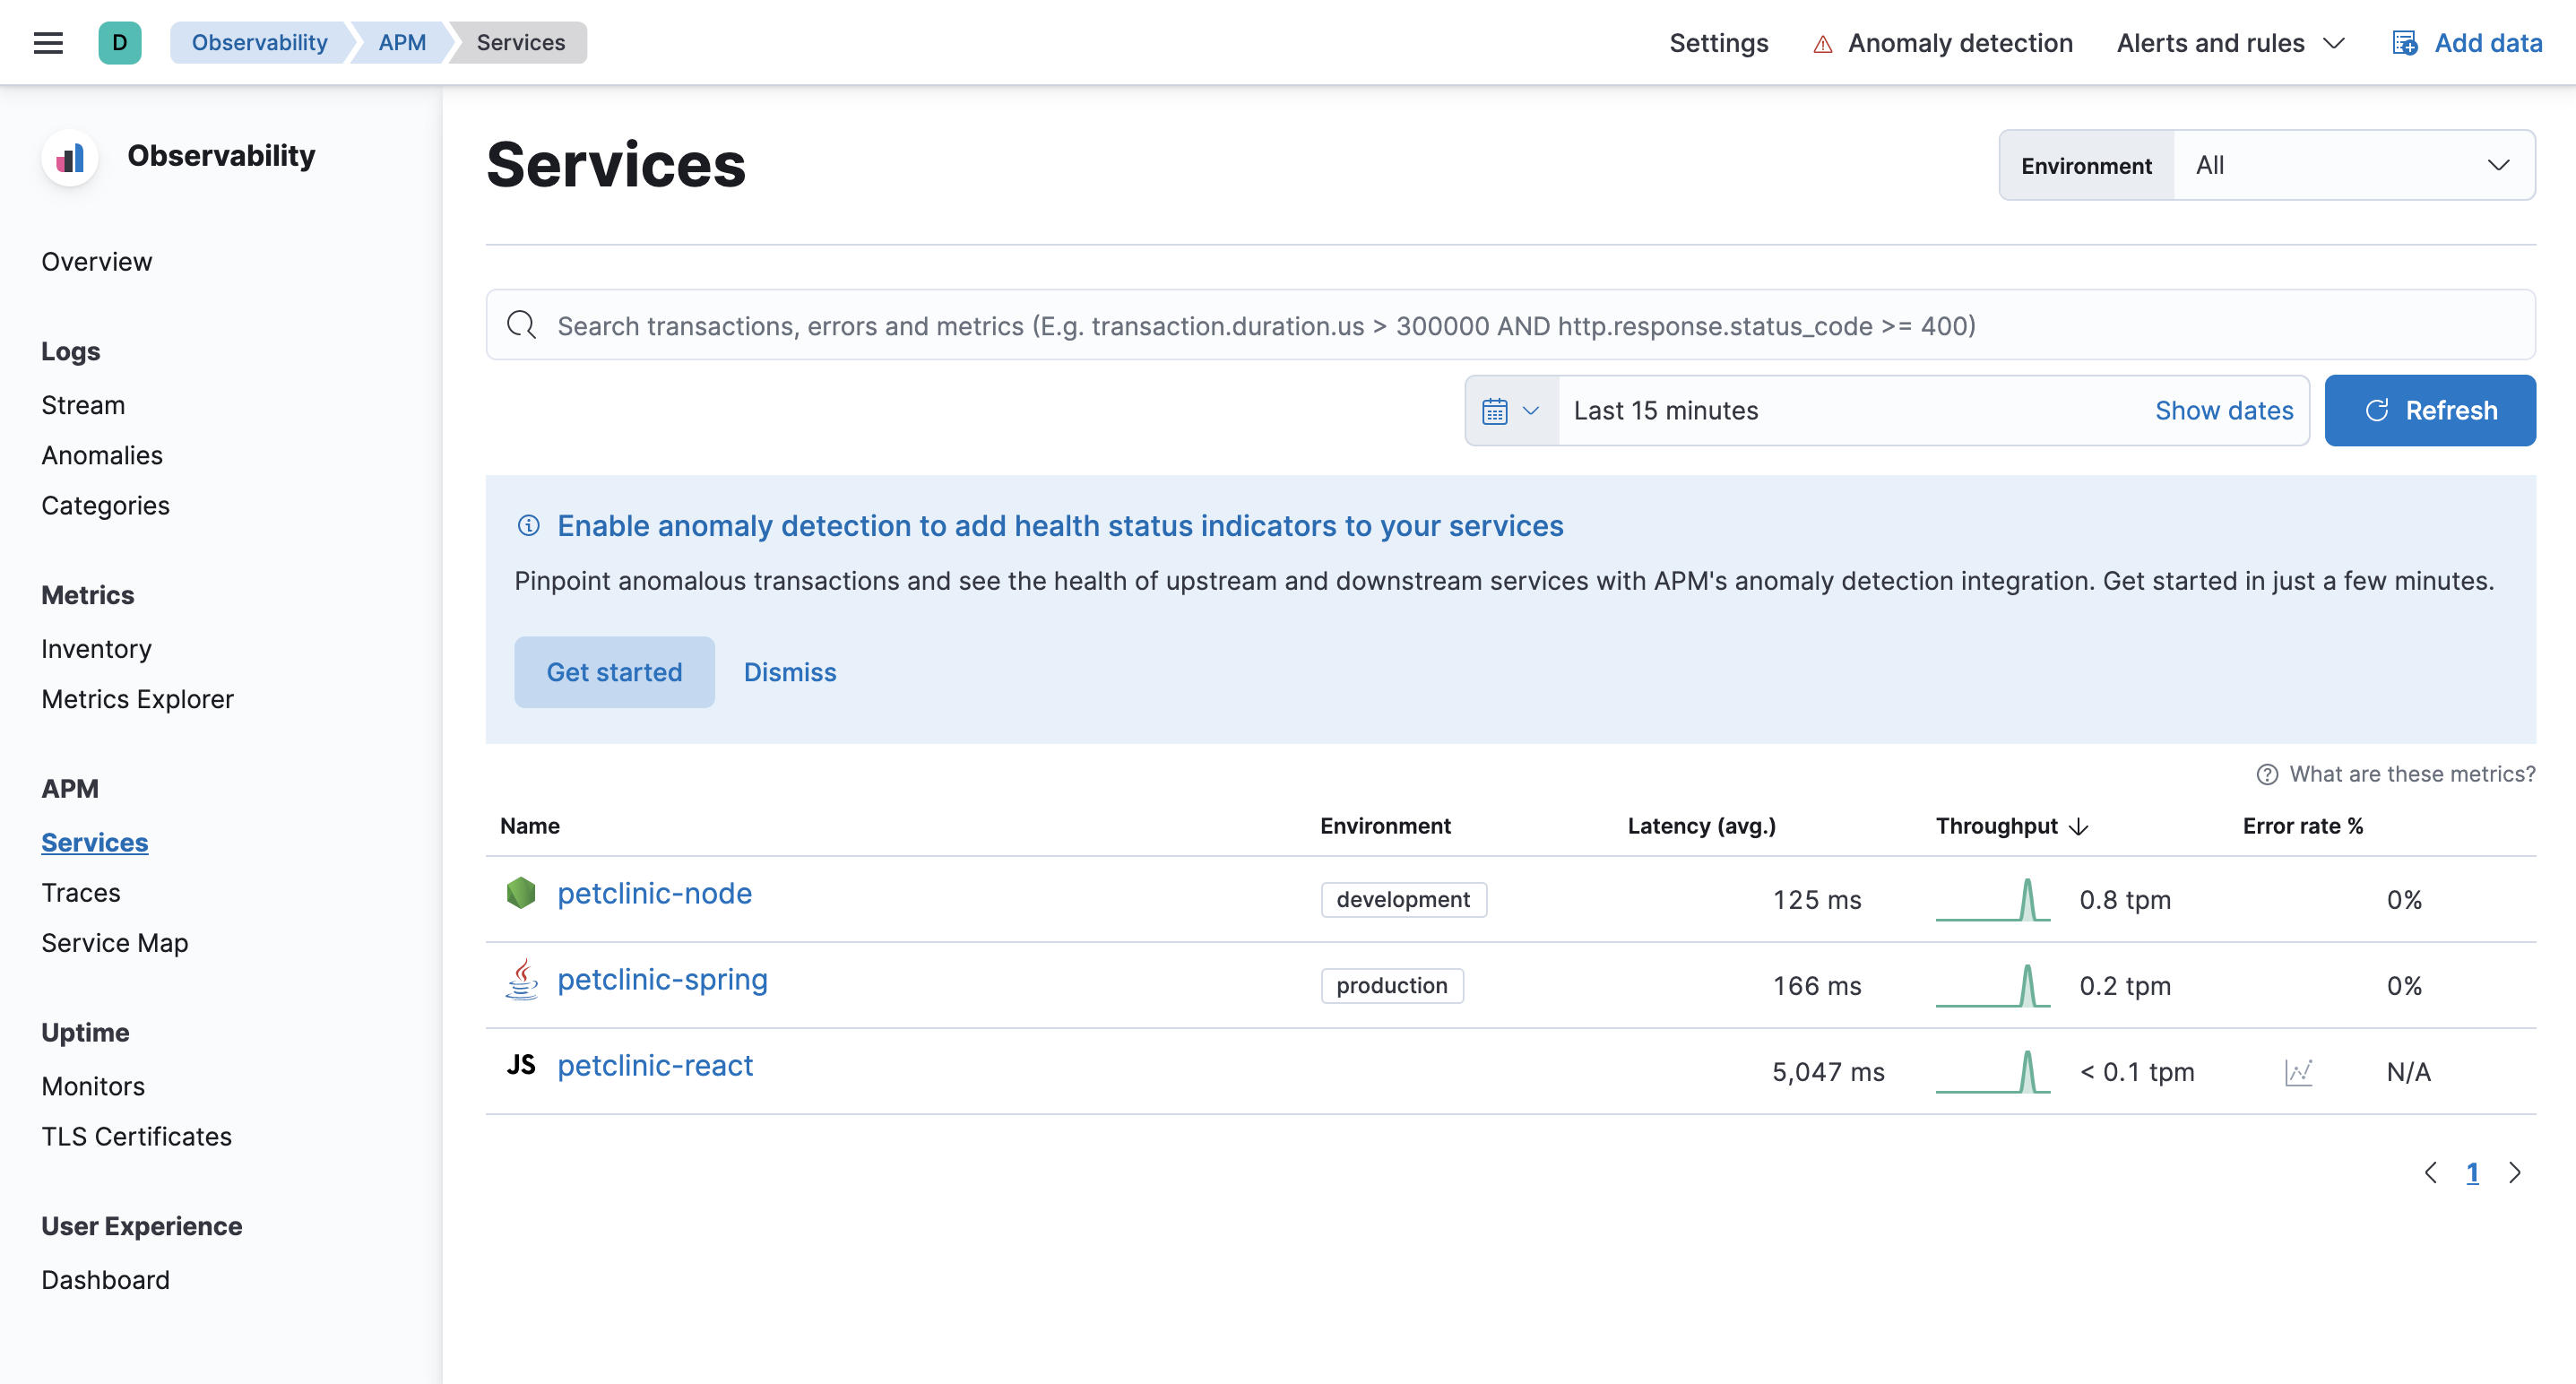 D
Observability
APM
Services
Settings
Anomaly detection
Alerts and rules
Add data
Observability
Overview
Logs
Stream
Anomalies
Categories
Metrics
Inventory
Metrics Explorer
APM
Services
Traces
Service Map
Uptime
Monitors
TLS Certificates
User Experience
Dashboard
Services
Environment All
Search transactions, errors and metrics (E.g. transaction.duration.us > 300000 AND http.response.status_code >= 400)
Last 15 minutes Show dates
Refresh
Enable anomaly detection to add health status indicators to your services
Pinpoint anomalous transactions and see the health of upstream and downstream services with APM's anomaly detection integration. Get started in just a few minutes.
Get started Dismiss
What are these metrics?
Name Environment Latency (avg.) Throughput Error rate %
petclinic-node development 125 ms 0.8 tpm 0%
petclinic-spring production 166 ms 0.2 tpm 0%
JS petclinic-react 5,047 ms < 0.1 tpm N/A
1